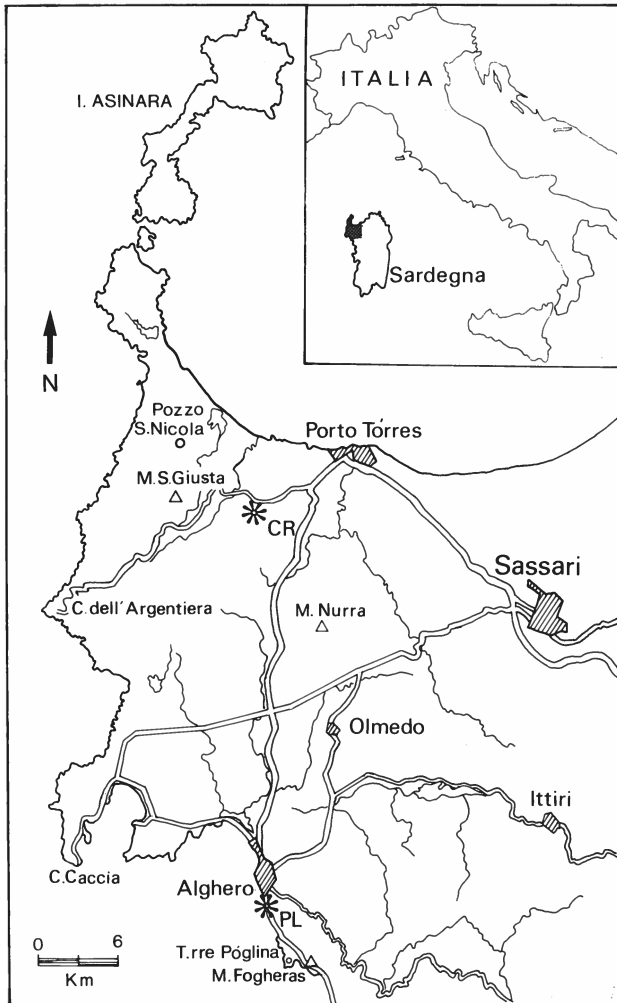 I. ASINARA
ITALIA
Sardegna
N
Pozzo
S.Nicola
Porto Tórres
M.S.Giusta
CR
Sassari
C.dell'Argentiera
M. Nurra
Olmedo
Ittiri
C.Caccia
Alghero
PL
T.rre Póglina
M. Fogheras
0 6
Km